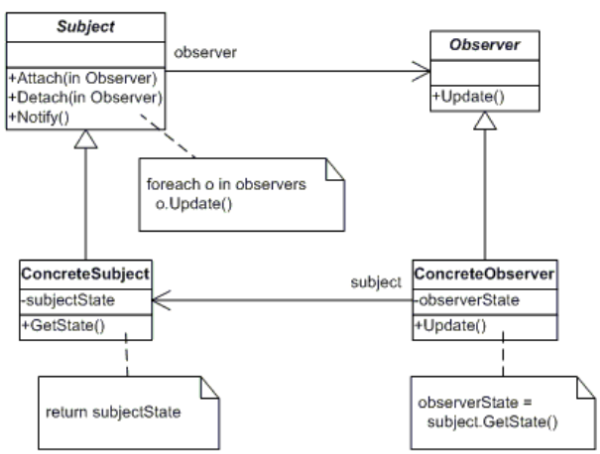 Subject
+Attach(in Observer)
+Detach(in Observer)
+Notify()
observer
Observer
+Update()
foreach o in observers
o.Update()
ConcreteSubject
-subjectState
+GetState()
subject
ConcreteObserver
-observerState
+Update()
return subjectState
observerState =
subject.GetState()